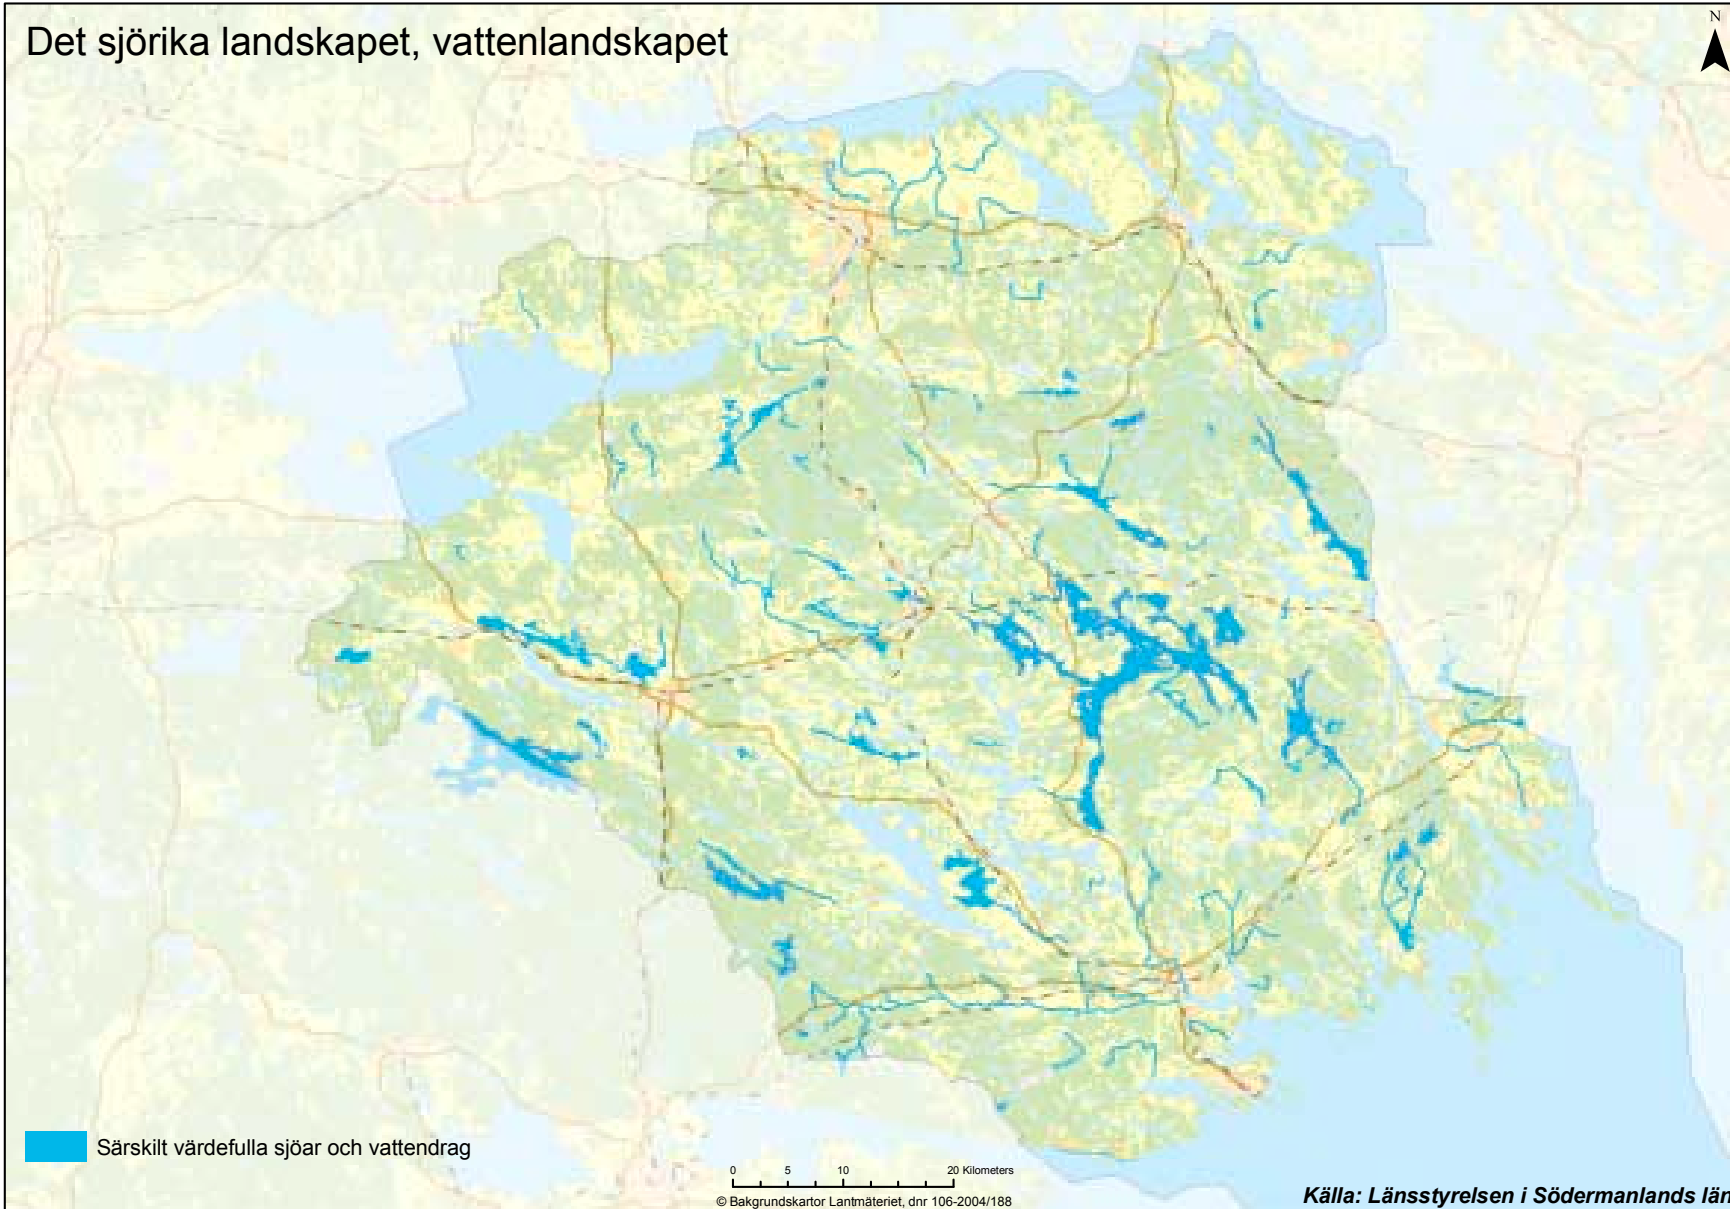 Det sjörika landskapet, vattenlandskapet
N
Särskilt värdefulla sjöar och vattendrag
0 5 10 20 Kilometers
© Bakgrundskartor Lantmäteriet, dnr 106-2004/188
Källa: Länsstyrelsen i Södermanlands län